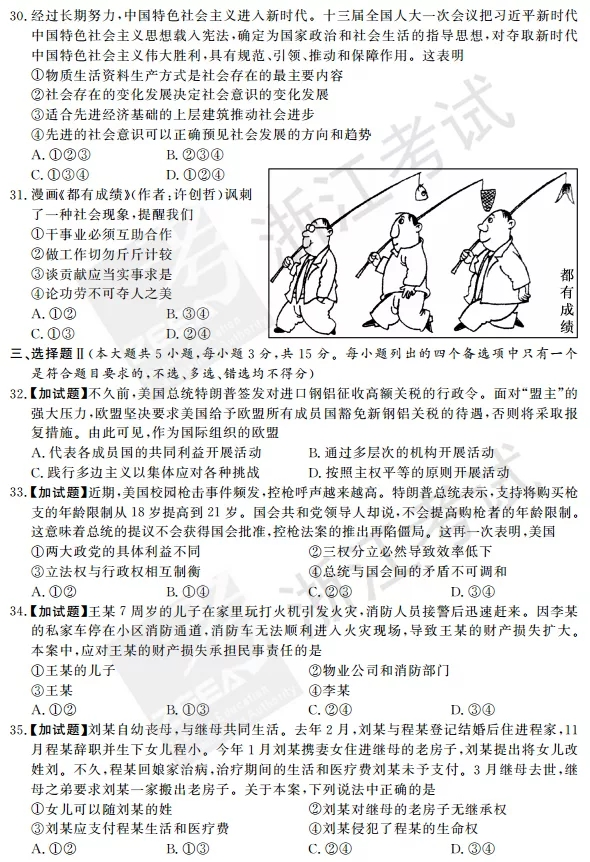 30. 经过长期努力,中国特色社会主义进入新时代。十三届全国人大一次会议把习近平新时代
中国特色社会主义思想载入宪法,确定为国家政治和社会生活的指导思想,对夺取新时代
中国特色社会主义伟大胜利,具有规范、引领、推动和保障作用。这表明
①物质生活资料生产方式是社会存在的最主要内容
②社会存在的变化发展决定社会意识的变化发展
③适合先进经济基础的上层建筑推动社会进步
④先进的社会意识可以正确预见社会发展的方向和趋势
A. ①②③ B. ②③④
C. ①③④ D. ①②④
31. 漫画《都有成绩》(作者:许创哲)讽刺
了一种社会现象,提醒我们
①干事业必须互助合作
②做工作切勿斤斤计较
③谈贡献应当实事求是
④论功劳不可夺人之美
A. ①② B. ③④
C. ①③ D. ②④
都有成绩
三、选择题Ⅱ(本大题共5小题,每小题3分,共15分。每小题列出的四个备选项中只有一个
是符合题目要求的,不选、多选、错选均不得分)
32.【加试题】不久前,美国总统特朗普签发对进口钢铝征收高额关税的行政令。面对“盟主”的
强大压力,欧盟坚决要求美国给予欧盟所有成员国豁免新钢铝关税的待遇,否则将采取报
复措施。由此可见,作为国际组织的欧盟
A. 代表各成员国的共同利益开展活动 B. 通过多层次的机构开展活动
C. 践行多边主义以集体应对各种挑战 D. 按照主权平等的原则开展活动
33.【加试题】近期,美国校园枪击事件频发,控枪呼声越来越高。特朗普总统表示,支持将购买枪
支的年龄限制从18岁提高到21岁。国会共和党领导人却说,不会提高购枪者的年龄限制。
这意味着总统的提议不会获得国会批准,控枪法案的推出再陷僵局。这再一次表明,美国
①两大政党的具体利益不同 ②三权分立必然导致效率低下
③立法权与行政权相互制衡 ④总统与国会间的矛盾不可调和
A. ①② B. ①④ C. ②③ D. ③④
34.【加试题】王某7周岁的儿子在家里玩打火机引发火灾,消防人员接警后迅速赶来。因李某
的私家车停在小区消防通道,消防车无法顺利进入火灾现场,导致王某的财产损失扩大。
本案中,应对王某的财产损失承担民事责任的是
①王某的儿子 ②物业公司和消防部门
③王某 ④李某
A. ①② B. ①③ C. ②④ D. ③④
35.【加试题】刘某自幼丧母,与继母共同生活。去年2月,刘某与程某登记结婚后住进程家,11
月程某辞职并生下女儿程小。今年1月刘某携妻女住进继母的老房子,刘某提出将女儿改
姓刘。不久,程某回娘家治病,治疗期间的生活和医疗费刘某未予支付。3月继母去世,继
母之弟要求刘某一家搬出老房子。关于本案,下列说法中正确的是
①女儿可以随刘某的姓 ②刘某对继母的老房子无继承权
③刘某应支付程某生活和医疗费 ④刘某侵犯了程某的生命权
A. ①② B. ①③ C. ②④ D. ③④
浙江考试
浙江考试